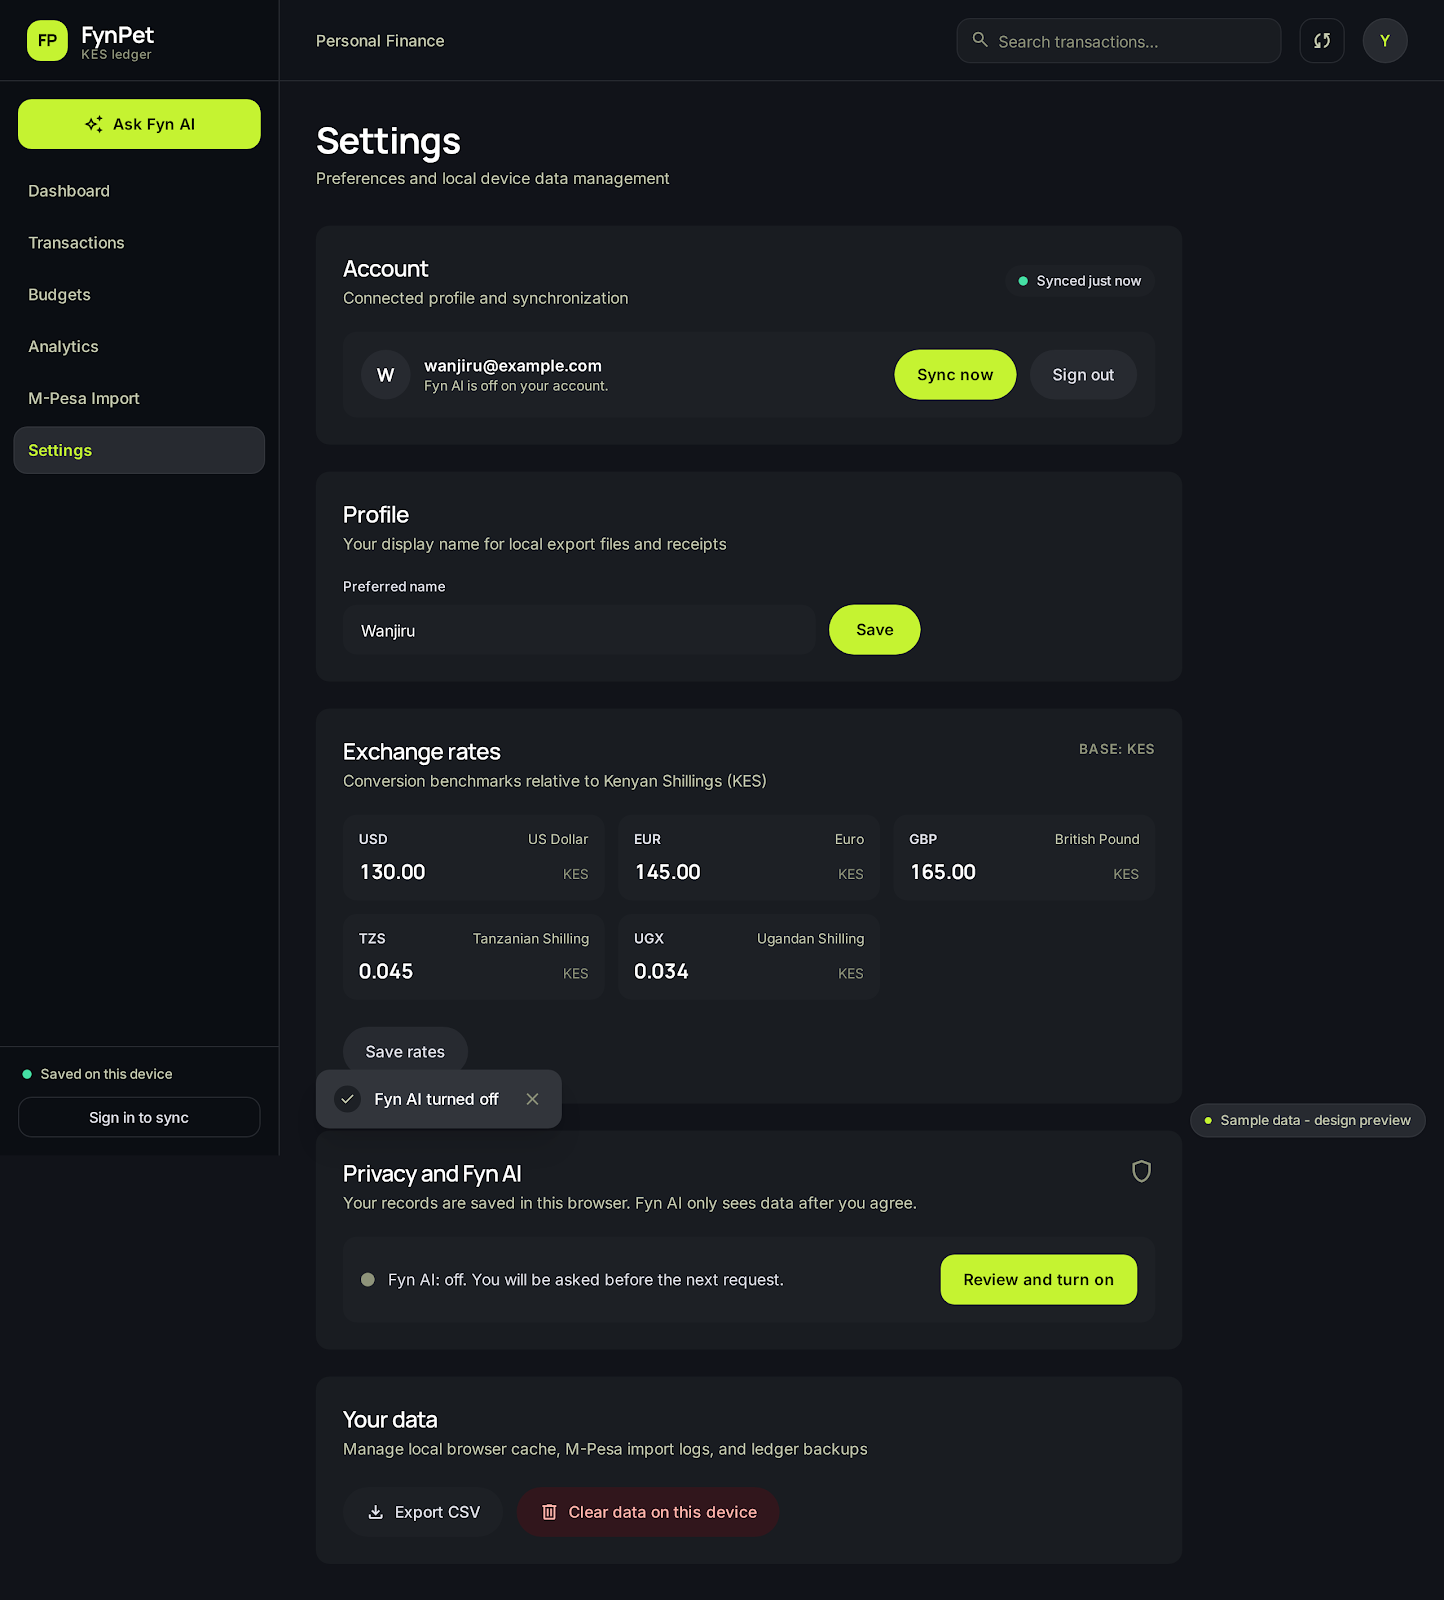 FP
FynPet
KES ledger
Personal Finance
Search transactions...
Y
Ask Fyn AI
Dashboard
Transactions
Budgets
Analytics
M-Pesa Import
Settings
Saved on this device
Sign in to sync
Settings
Preferences and local device data management
Account
Connected profile and synchronization
Synced just now
W
wanjiru@example.com
Fyn AI is off on your account.
Sync now
Sign out
Profile
Your display name for local export files and receipts
Preferred name
Wanjiru
Save
Exchange rates
BASE: KES
Conversion benchmarks relative to Kenyan Shillings (KES)
USD US Dollar
130.00 KES
EUR Euro
145.00 KES
GBP British Pound
165.00 KES
TZS Tanzanian Shilling
0.045 KES
UGX Ugandan Shilling
0.034 KES
Save rates
Fyn AI turned off
Sample data - design preview
Privacy and Fyn AI
Your records are saved in this browser. Fyn AI only sees data after you agree.
Fyn AI: off. You will be asked before the next request.
Review and turn on
Your data
Manage local browser cache, M-Pesa import logs, and ledger backups
Export CSV
Clear data on this device